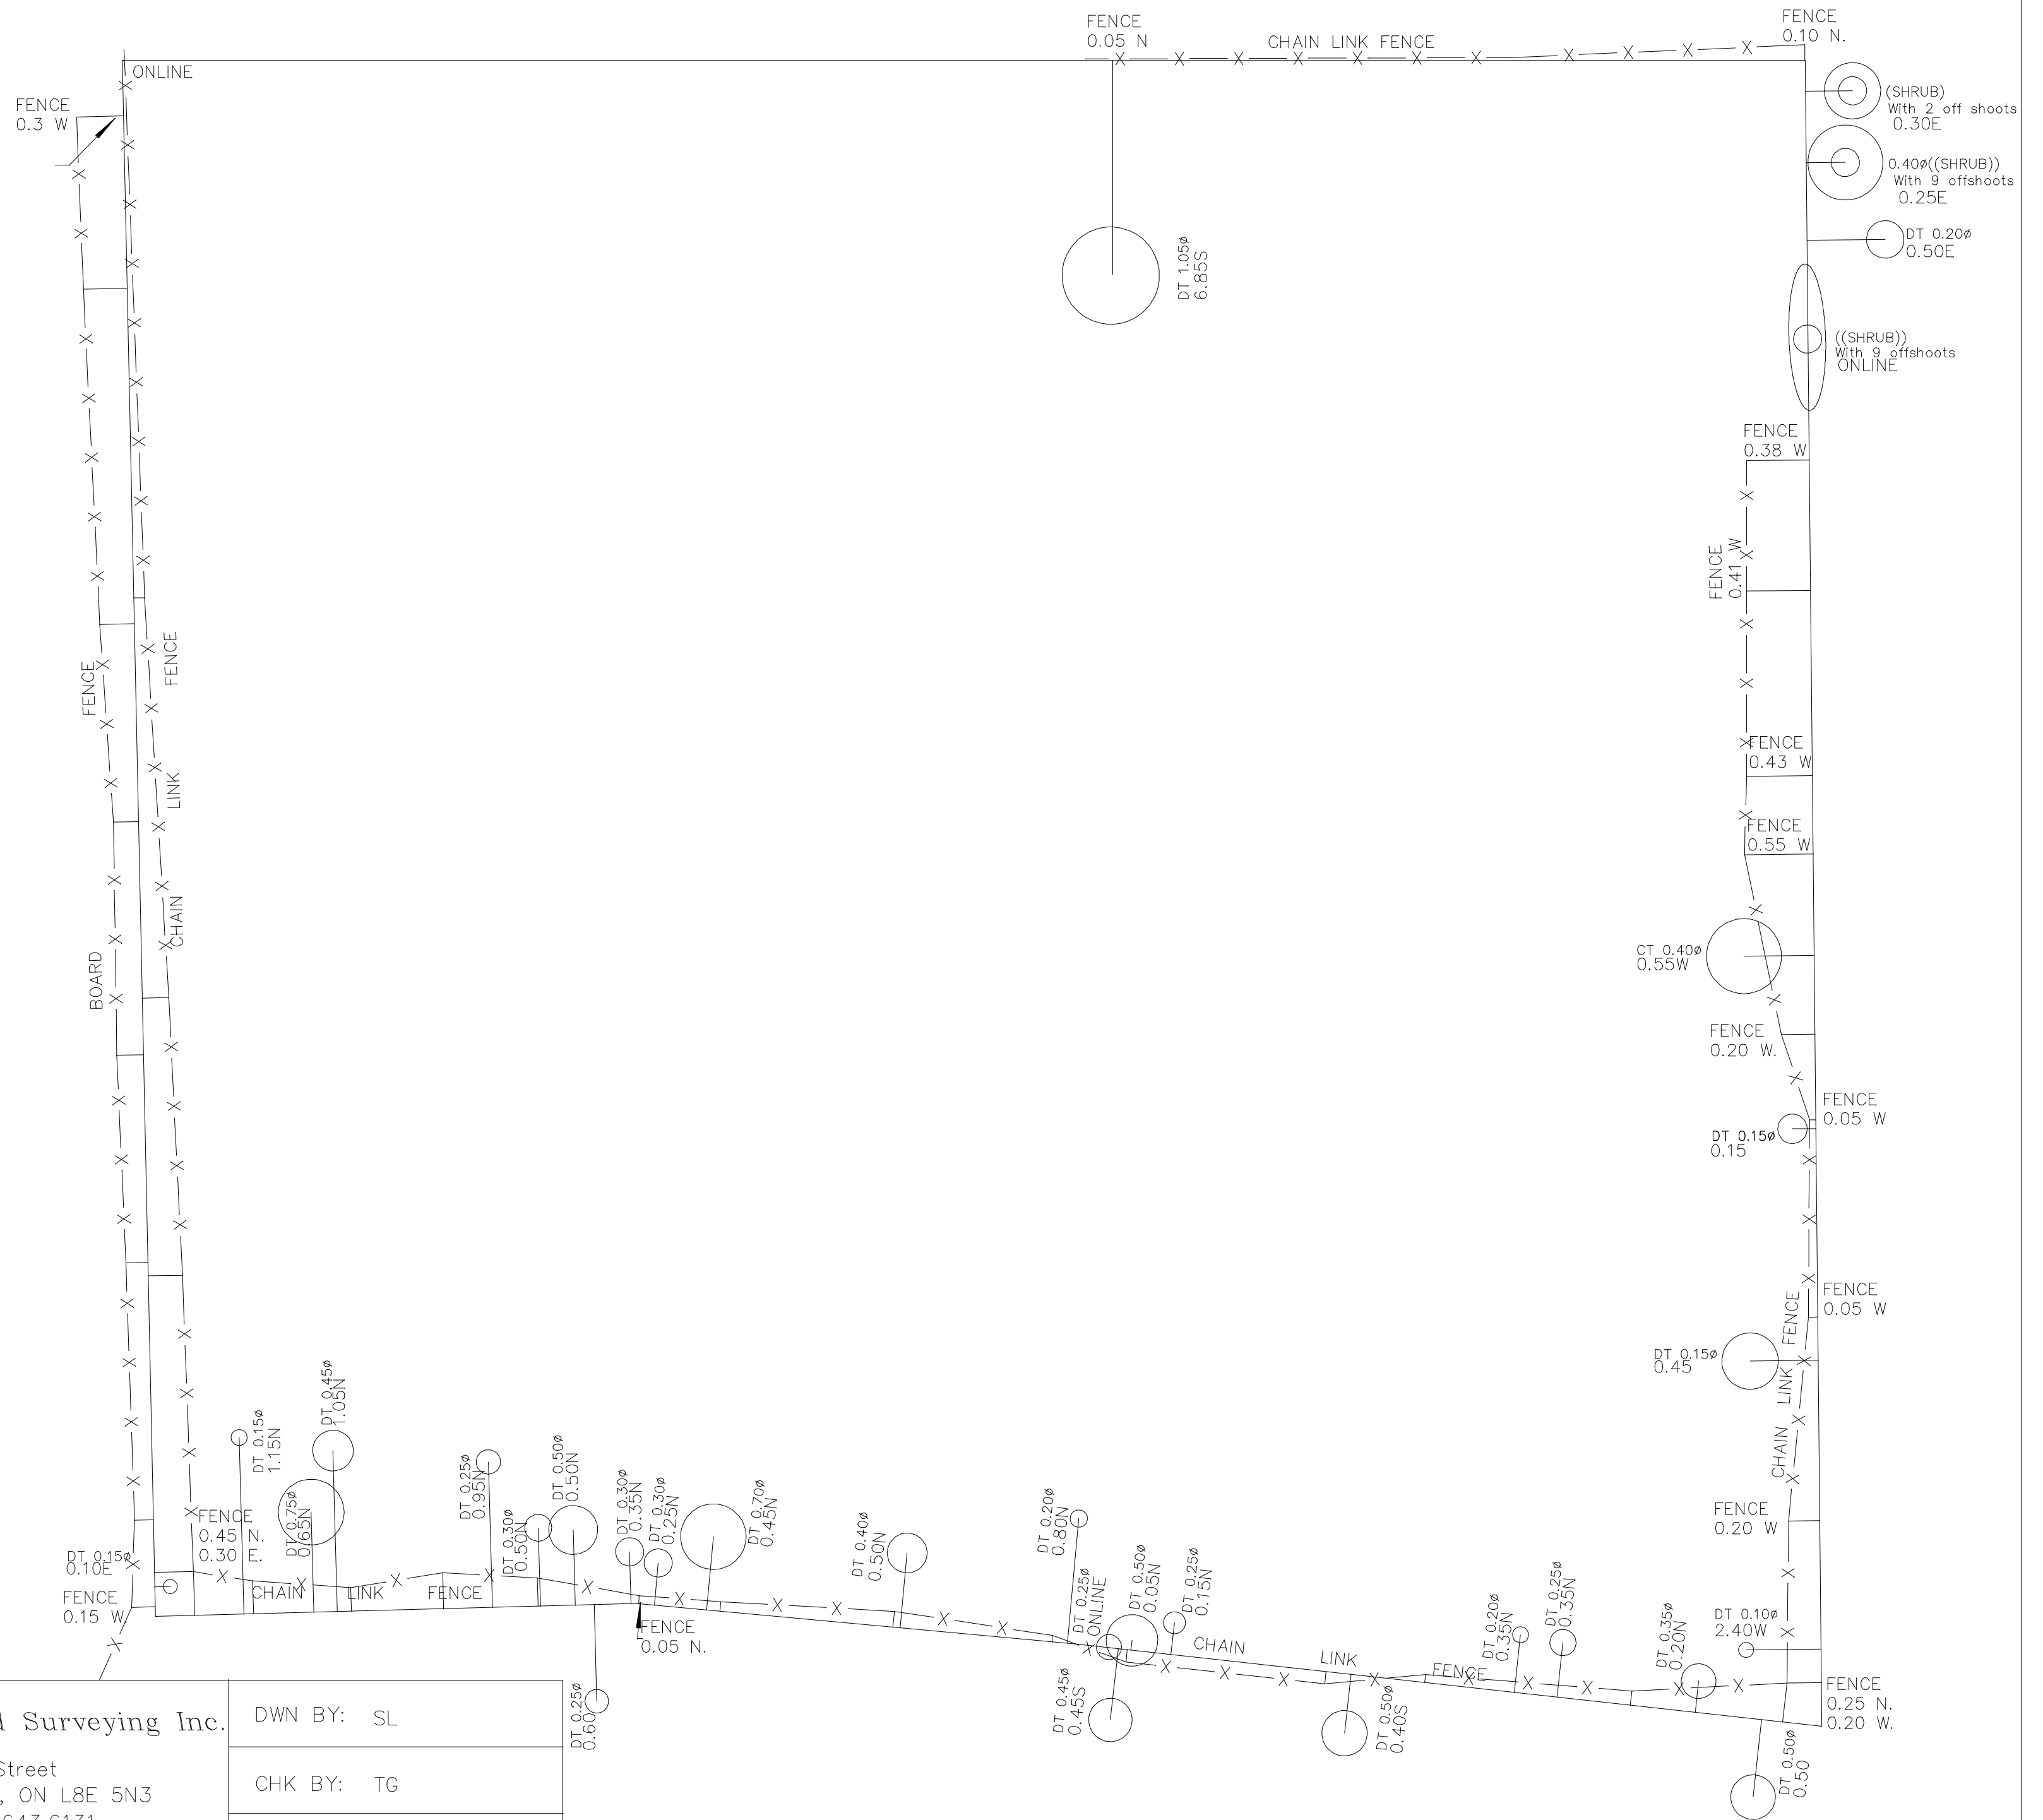 FENCE
0.05 N
CHAIN LINK FENCE
FENCE
0.10 N.
ONLINE
FENCE
0.3 W
(SHRUB)
With 2 off shoots
0.30E
0.40ø((SHRUB))
With 9 offshoots
0.25E
DT 0.20ø
0.50E
DT 1.05ø
6.85S
((SHRUB))
With 9 offshoots
ONLINE
FENCE
0.38 W
FENCE
0.41 W
FENCE
FENCE
LINK
CHAIN
BOARD
FENCE
0.43 W
FENCE
0.55 W
CT 0.40ø
0.55W
FENCE
0.20 W.
FENCE
0.05 W
DT 0.15ø
0.15
FENCE
0.05 W
FENCE
LINK
CHAIN
DT 0.15ø
0.45
FENCE
0.20 W
DT 0.15ø
1.15N
DT 0.45ø
1.05N
FENCE
0.45 N.
0.30 E.
DT 0.75ø
0.65N
DT 0.25ø
0.95N
DT 0.30ø
0.50N
DT 0.50ø
0.50N
DT 0.30ø
0.35N
DT 0.30ø
0.25N
DT 0.70ø
0.45N
DT 0.40ø
0.50N
DT 0.20ø
0.80N
DT 0.25ø
ONLINE
DT 0.50ø
0.05N
DT 0.25ø
0.15N
DT 0.15ø
0.10E
FENCE
0.15 W.
CHAIN LINK FENCE
FENCE
0.05 N.
CHAIN LINK FENCE
DT 0.20ø
0.35N
DT 0.25ø
0.35N
DT 0.35ø
0.20N
DT 0.10ø
2.40W
FENCE
0.25 N.
0.20 W.
DT 0.25ø
0.60
DT 0.45ø
0.45S
DT 0.50ø
0.40S
DT 0.50ø
0.50
Surveying Inc.
Street
, ON L8E 5N3
DWN BY: SL
CHK BY: TG